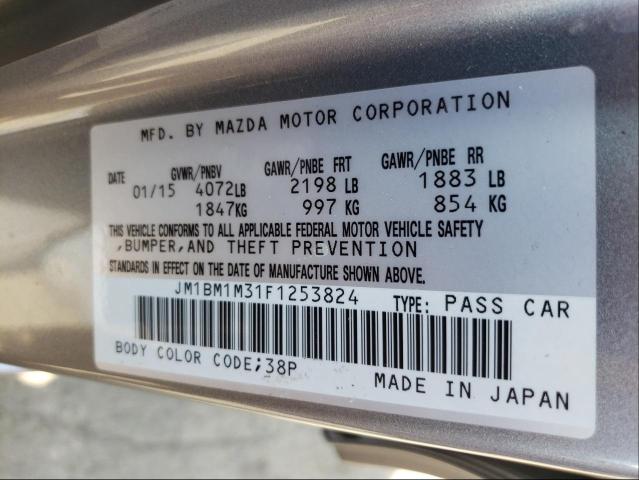 MFD. BY MAZDA MOTOR CORPORATION
GVWR/PNBV GAWR/PNBE FRT GAWR/PNBE RR
DATE 01/15 4072LB 2198 LB 1883 LB
1847KG 997 KG 854 KG
THIS VEHICLE CONFORMS TO ALL APPLICABLE FEDERAL MOTOR VEHICLE SAFETY
,BUMPER,AND THEFT PREVENTION
STANDARDS IN EFFECT ON THE DATE OF MANUFACTURE SHOWN ABOVE.
JM1BM1M31F1253824 TYPE: PASS CAR
BODY COLOR CODE;38P
MADE IN JAPAN